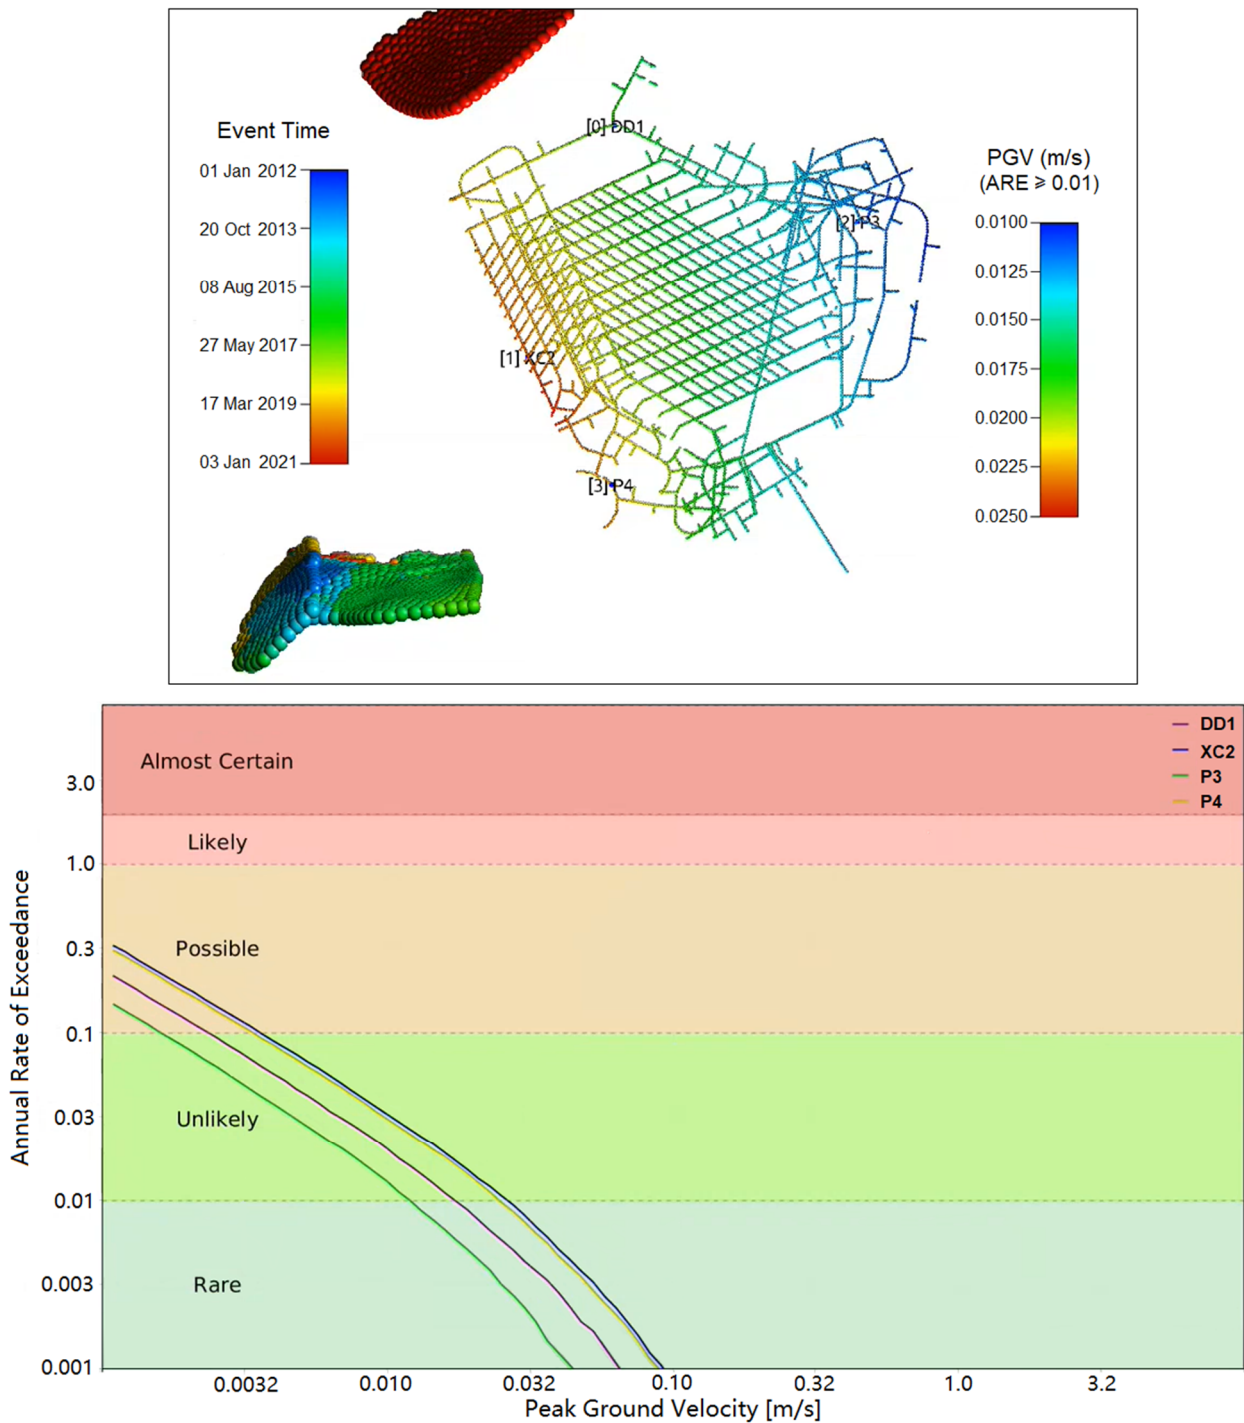 [0] DD1
Event Time
01 Jan 2012
20 Oct 2013
08 Aug 2015
27 May 2017
17 Mar 2019
03 Jan 2021
PGV (m/s)
(ARE ⩾ 0.01)
0.0100
0.0125
0.0150
0.0175
0.0200
0.0225
0.0250
[2] P3
[1] XC2
[3] P4
Almost Certain
Likely
Possible
Unlikely
Rare
DD1
XC2
P3
P4
Annual Rate of Exceedance
3.0
1.0
0.3
0.1
0.03
0.01
0.003
0.001
0.0032
0.010
0.032
0.10
0.32
1.0
3.2
Peak Ground Velocity [m/s]